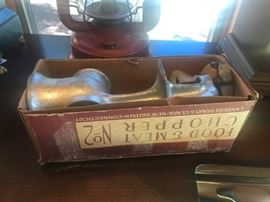 FOOD & MEAT
CHOPPER
No2
LANDERS FRARY & CLARK NEW BRITAIN CONNECTICUT